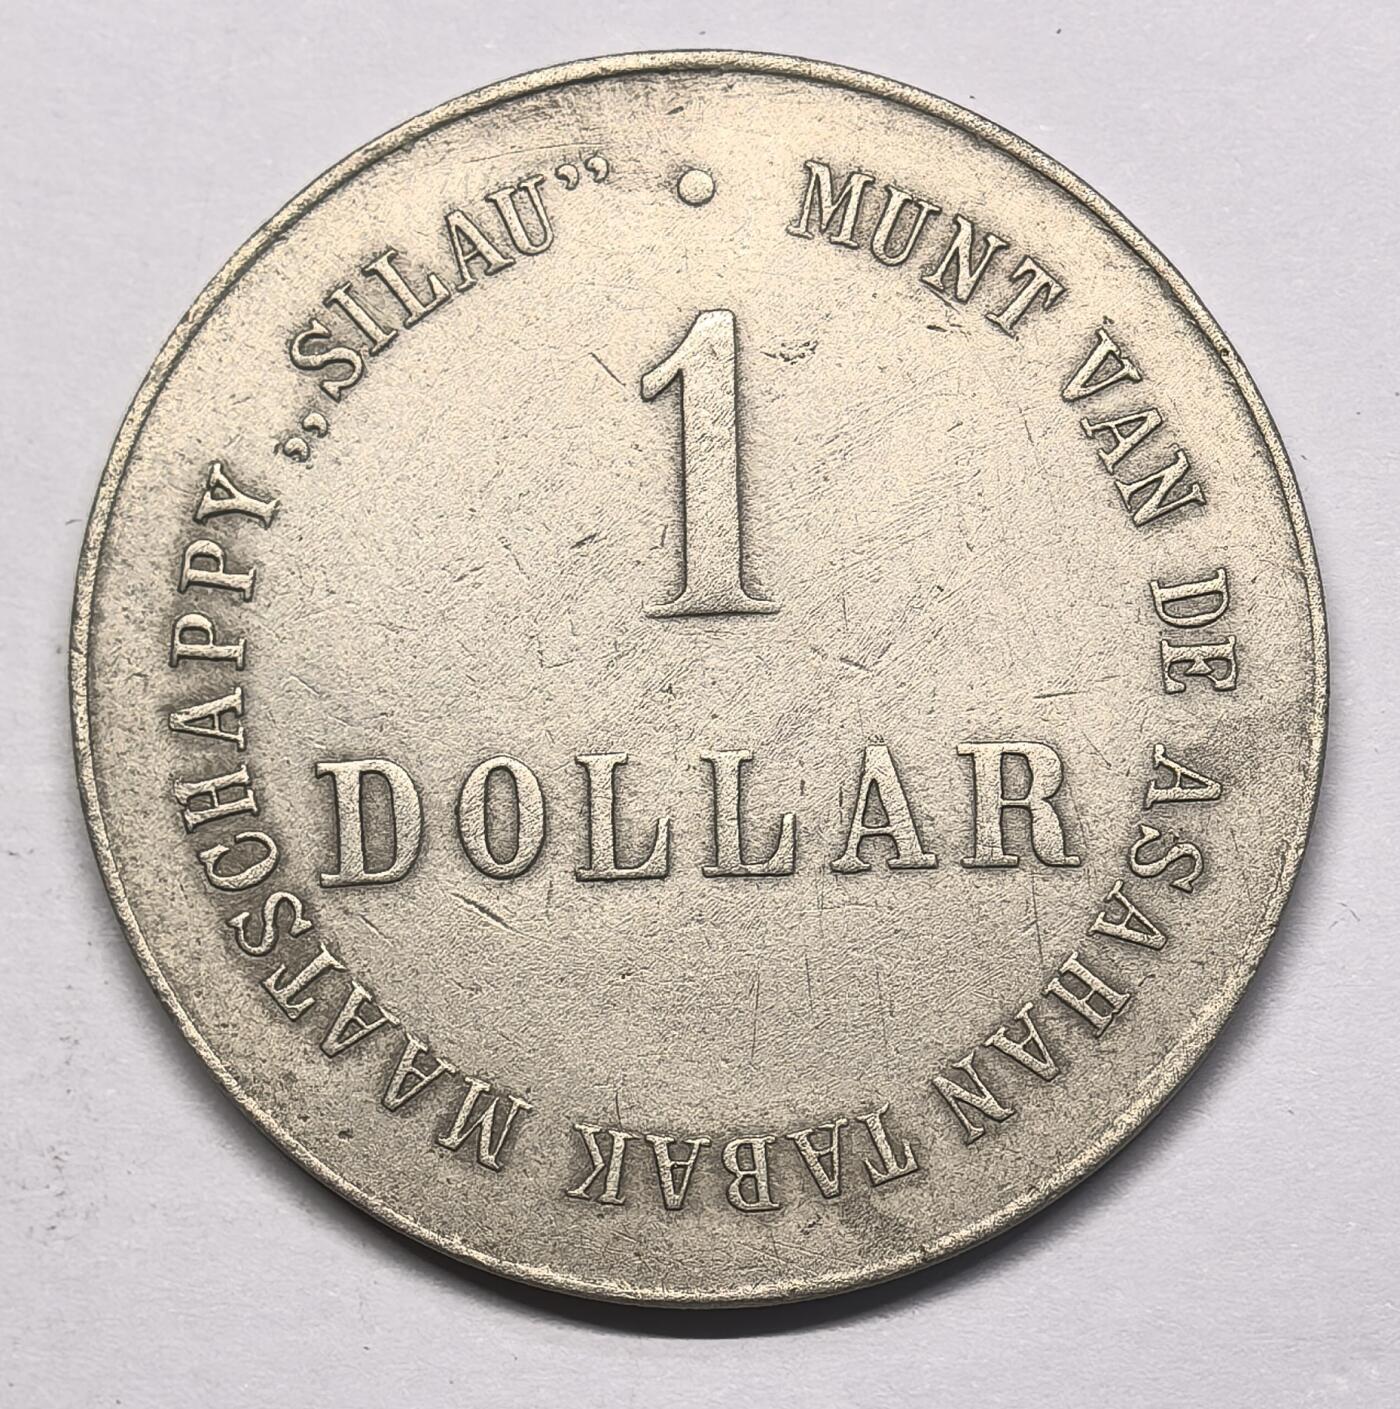 MUNT VAN DE ASAHAN TABAK MAATSCHAPPY „SILAU” •
1
DOLLAR